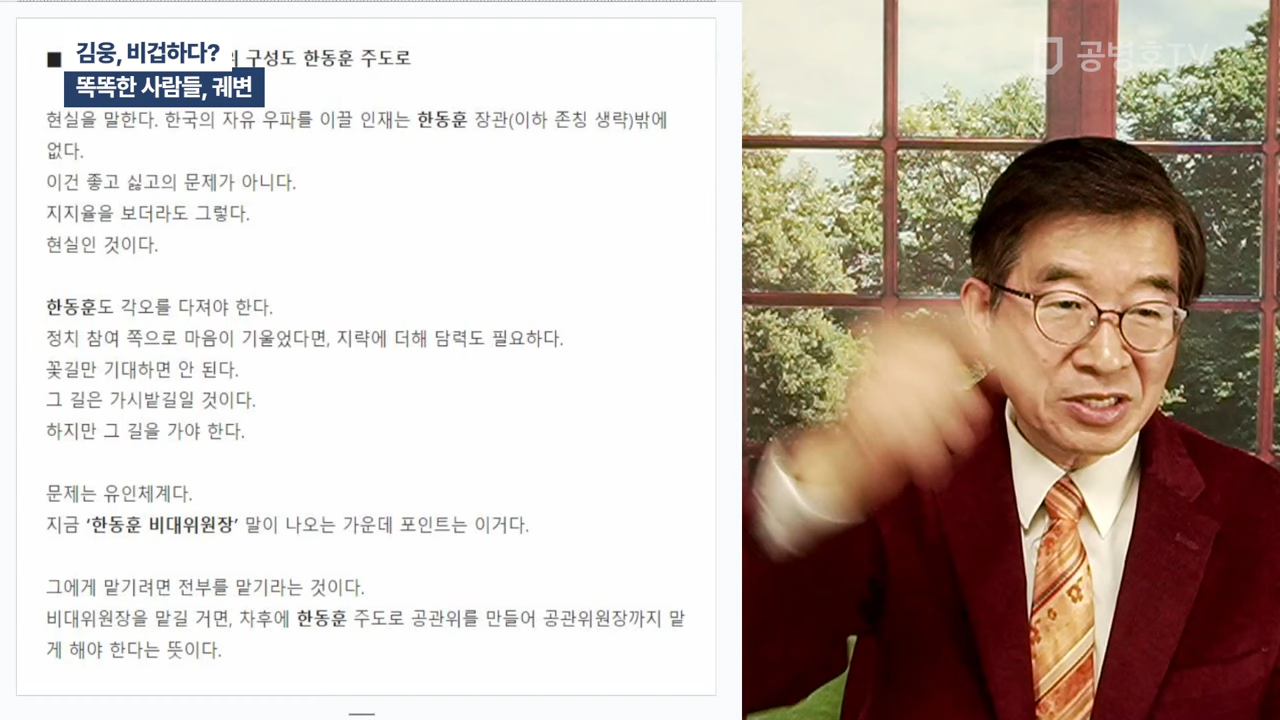 김웅, 비겁하다?
똑똑한 사람들, 궤변
■ 구성도 한동훈 주도로
현실을 말한다. 한국의 자유 우파를 이끌 인재는 한동훈 장관(이하 존칭 생략)밖에
없다.
이건 좋고 싫고의 문제가 아니다.
지지율을 보더라도 그렇다.
현실인 것이다.
한동훈도 각오를 다져야 한다.
정치 참여 쪽으로 마음이 기울었다면, 지략에 더해 담력도 필요하다.
꽃길만 기대하면 안 된다.
그 길은 가시밭길일 것이다.
하지만 그 길을 가야 한다.
문제는 유인체계다.
지금 ‘한동훈 비대위원장’ 말이 나오는 가운데 포인트는 이거다.
그에게 맡기려면 전부를 맡기라는 것이다.
비대위원장을 맡길 거면, 차후에 한동훈 주도로 공관위를 만들어 공관위원장까지 맡
게 해야 한다는 뜻이다.
공병호TV